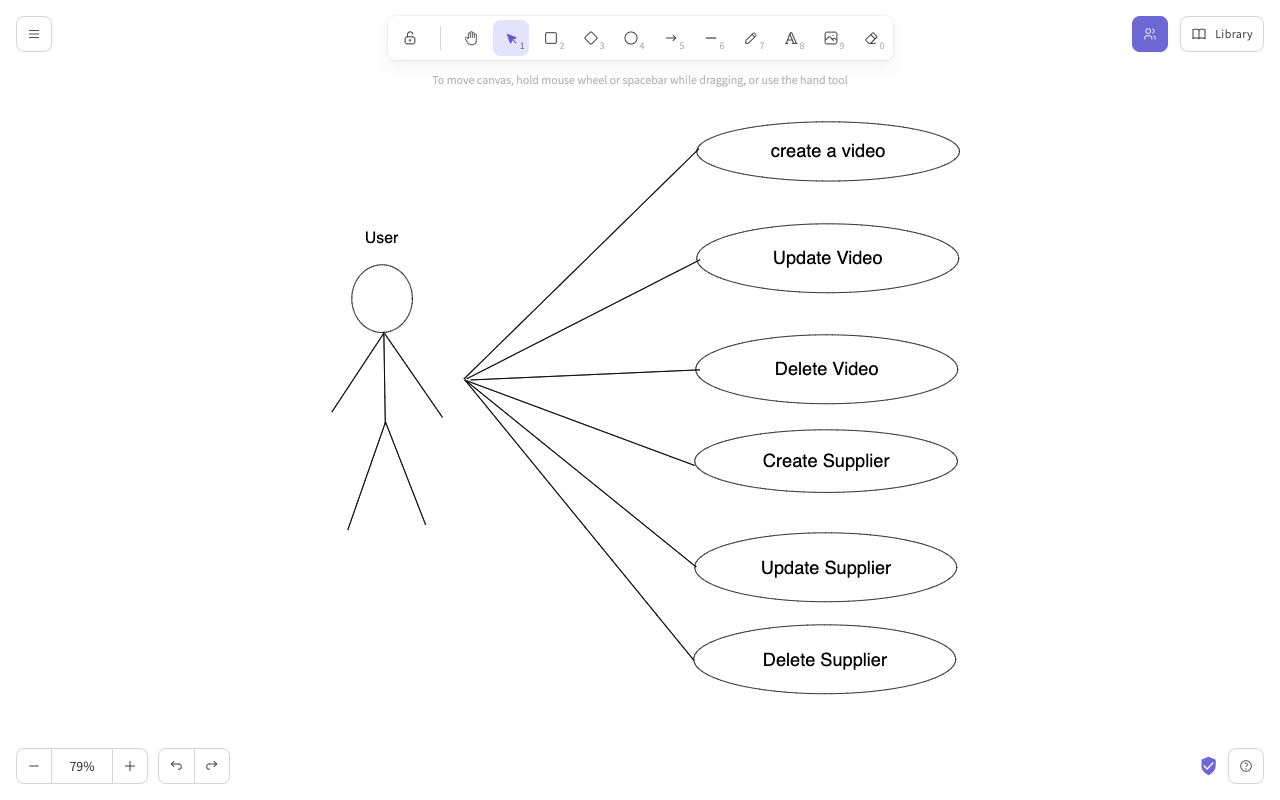 1
2
3
4
5
6
7
8
9
0
Library
To move canvas, hold mouse wheel or spacebar while dragging, or use the hand tool
create a video
User
Update Video
Delete Video
Create Supplier
Update Supplier
Delete Supplier
79%